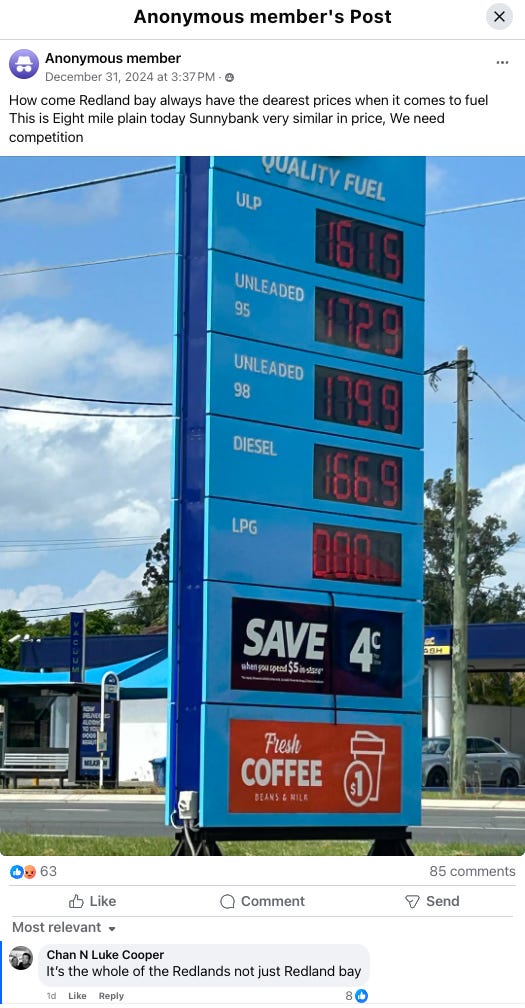 Anonymous member's Post
Anonymous member
December 31, 2024 at 3:37 PM
How come Redland bay always have the dearest prices when it comes to fuel
This is Eight mile plain today Sunnybank very similar in price, We need
competition
QUALITY FUEL
ULP
161.9
UNLEADED
95
172.9
UNLEADED
98
179.9
DIESEL
166.9
LPG
000
SAVE 4c
when you spend $5 in-store*
Fresh
COFFEE
BEANS & MILK
$1
VACUUM
63
85 comments
Like
Comment
Send
Most relevant
Chan N Luke Cooper
It's the whole of the Redlands not just Redland bay
1d Like Reply
8